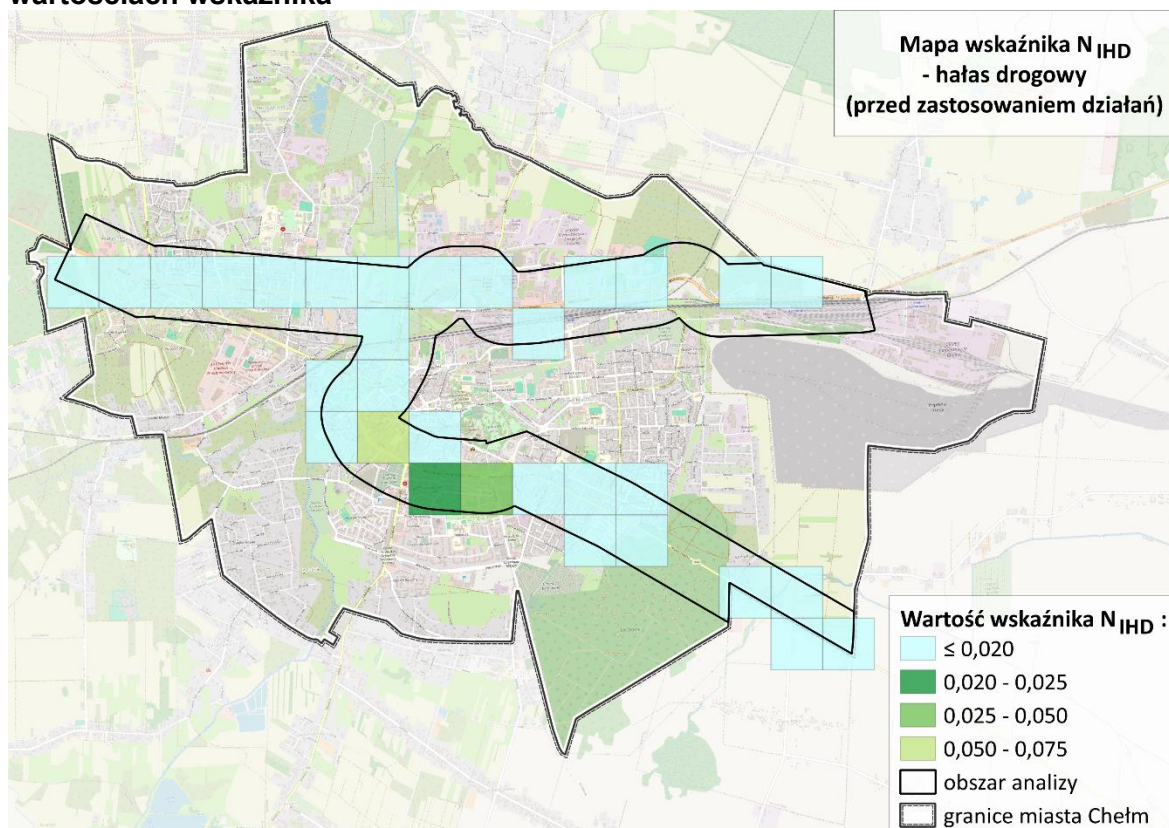 wartościach wskaźnika
Mapa wskaźnika N IHD
- hałas drogowy
(przed zastosowaniem działań)
Wartość wskaźnika N IHD :
≤ 0,020
0,020 - 0,025
0,025 - 0,050
0,050 - 0,075
obszar analizy
granice miasta Chełm